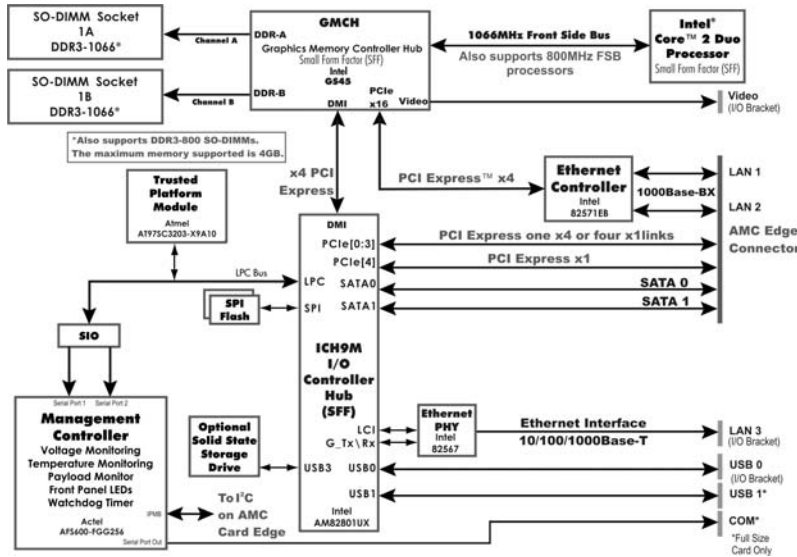 SO-DIMM Socket
1A
DDR3-1066*
SO-DIMM Socket
1B
DDR3-1066*
Channel A
Channel B
GMCH
DDR-A
Graphics Memory Controller Hub
Small Form Factor (SFF)
Intel
GS45
DDR-B
PCIe
DMI
x16
Video
1066MHz Front Side Bus
Also supports 800MHz FSB
processors
Intel®
Core™ 2 Duo
Processor
Small Form Factor (SFF)
Video
(I/O Bracket)
*Also supports DDR3-800 SO-DIMMs.
The maximum memory supported is 4GB.
x4 PCI
Express
PCI Express™ x4
Ethernet
Controller
Intel
82571EB
1000Base-BX
LAN 1
LAN 2
AMC Edge
Connector
Trusted
Platform
Module
Atmel
AT97SC3203-X9A10
LPC Bus
SPI
Flash
SIO
DMI
PCIe[0:3]
PCIe[4]
LPC
SATA0
SPI
SATA1
ICH9M
I/O
Controller
Hub
(SFF)
LCI
G_Tx\Rx
USB3
USB0
USB1
Intel
AM82801UX
PCI Express one x4 or four x1links
PCI Express x1
SATA 0
SATA 1
Serial Port 1
Serial Port 2
Management
Controller
Voltage Monitoring
Temperature Monitoring
Payload Monitor
Front Panel LEDs
Watchdog Timer
Actel
AFS600-FGG256
IPMB
Serial Port Out
Optional
Solid State
Storage
Drive
To I²C
on AMC
Card Edge
Ethernet
PHY
Intel
82567
Ethernet Interface
10/100/1000Base-T
LAN 3
(I/O Bracket)
USB 0
(I/O Bracket)
USB 1*
COM*
*Full Size
Card Only